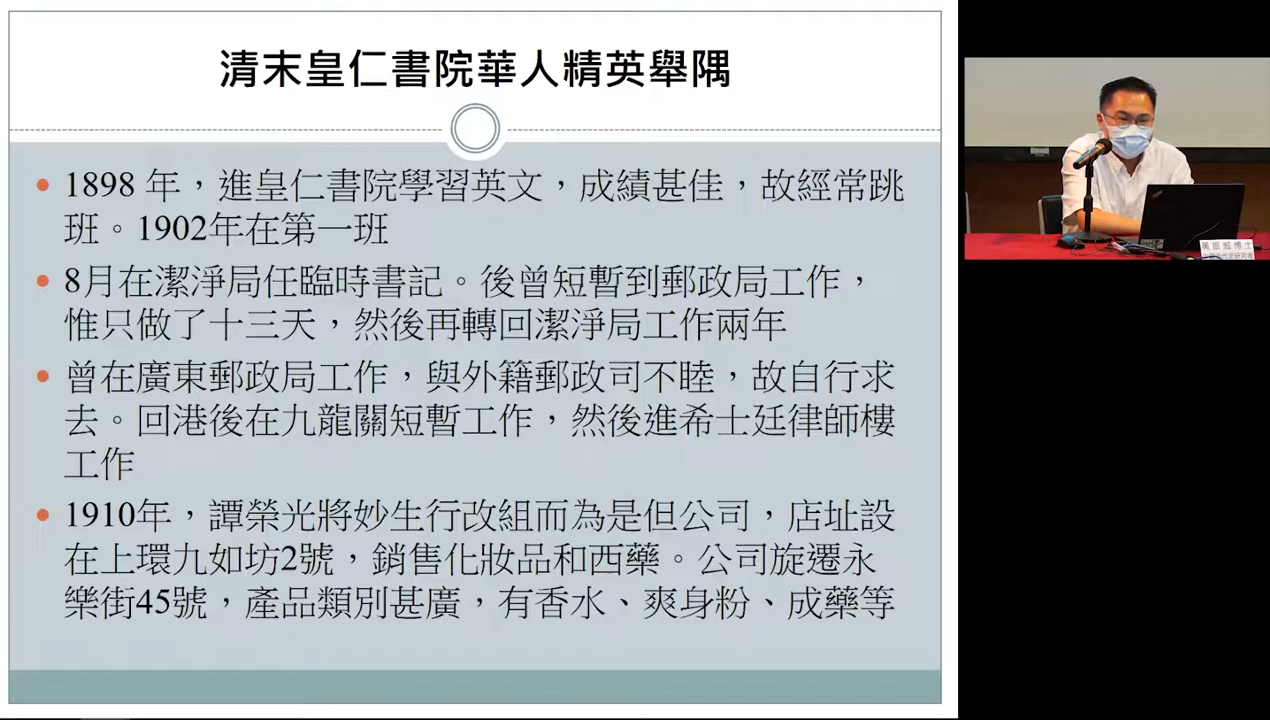 清末皇仁書院華人精英舉隅
1898 年，進皇仁書院學習英文，成績甚佳，故經常跳
班。1902年在第一班
8月在潔淨局任臨時書記。後曾短暫到郵政局工作，
惟只做了十三天，然後再轉回潔淨局工作兩年
曾在廣東郵政局工作，與外籍郵政司不睦，故自行求
去。回港後在九龍關短暫工作，然後進希士廷律師樓
工作
1910年，譚榮光將妙生行改組而為是但公司，店址設
在上環九如坊2號，銷售化妝品和西藥。公司旋遷永
樂街45號，產品類別甚廣，有香水、爽身粉、成藥等
黃振威博士